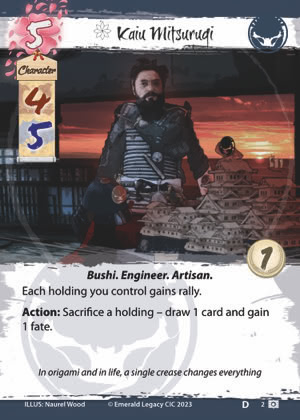 5
Kaiu Mitsurugi
Character
4
5
1
Bushi. Engineer. Artisan.
Each holding you control gains rally.
Action: Sacrifice a holding – draw 1 card and gain
1 fate.
In origami and in life, a single crease changes everything
ILLUS: Naurel Wood © Emerald Legacy CIC 2023 D 2